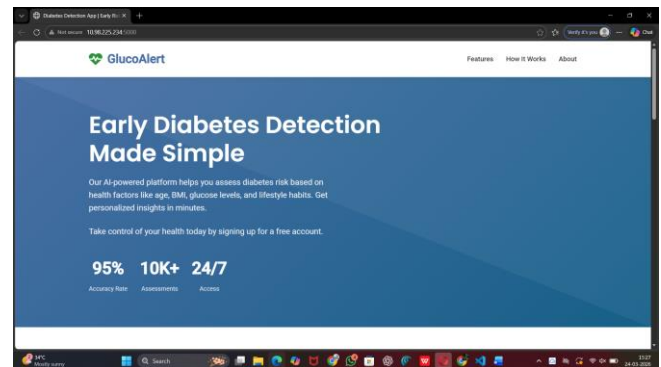 Diabetes Detection App | Early Ris
Not secure 10.98.225.234:5000
Verify it's you
Chat
GlucoAlert
Features How It Works About
Early Diabetes Detection
Made Simple
Our AI-powered platform helps you assess diabetes risk based on
health factors like age, BMI, glucose levels, and lifestyle habits. Get
personalized insights in minutes.
Take control of your health today by signing up for a free account.
95% 10K+ 24/7
Accuracy Rate Assessments Access
Mostly sunny
Search